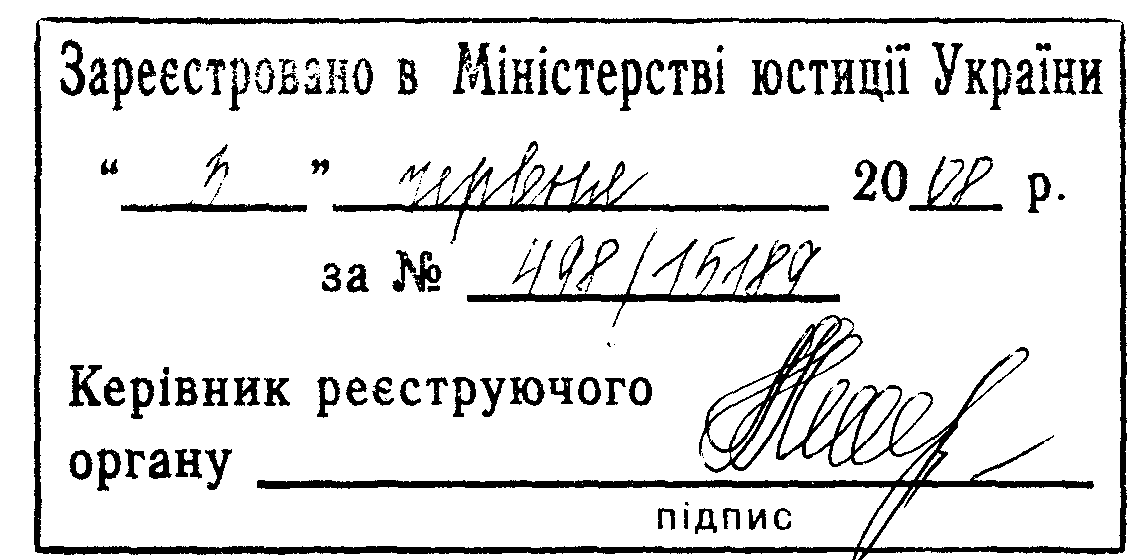 Зареєстровано в Міністерстві юстиції України
“ 3 ” червня 2008 р.
за № 498/15189
Керівник реєструючого
органу
підпис